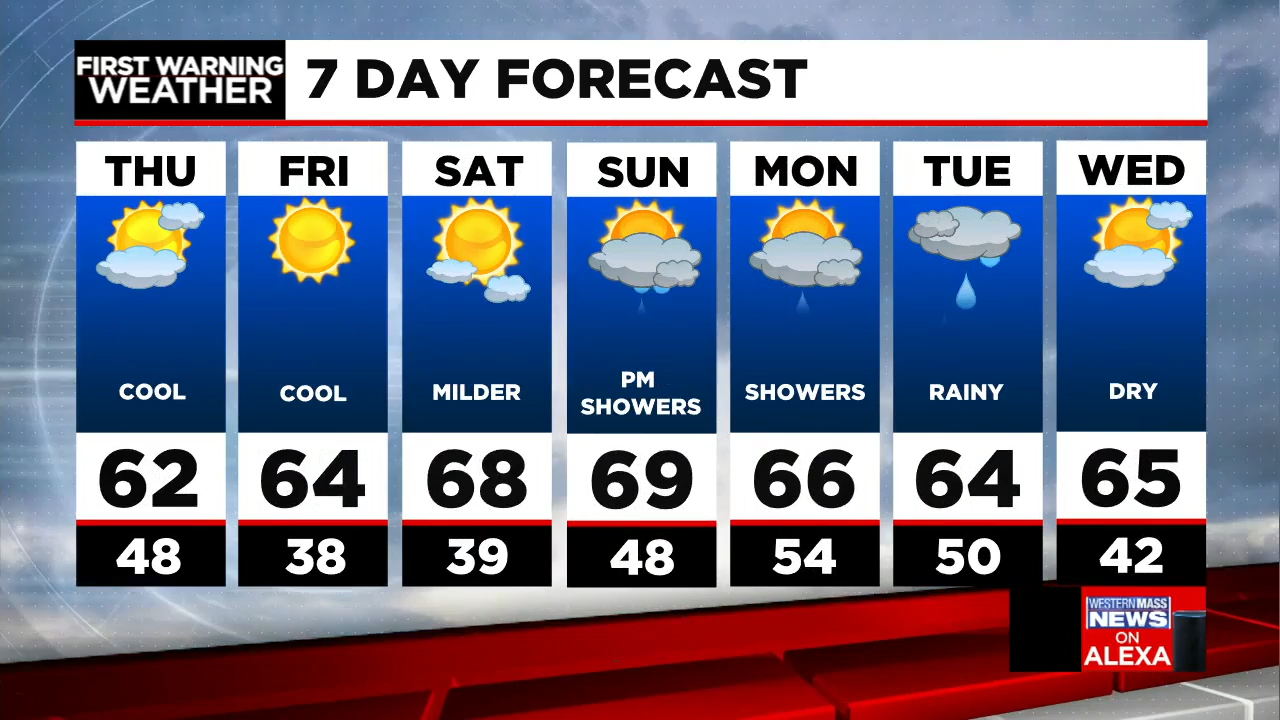 FIRST WARNING
WEATHER
7 DAY FORECAST
THU
FRI
SAT
SUN
MON
TUE
WED
COOL
COOL
MILDER
PM
SHOWERS
SHOWERS
RAINY
DRY
62
64
68
69
66
64
65
48
38
39
48
54
50
42
WESTERN MASS
NEWS
ON
ALEXA